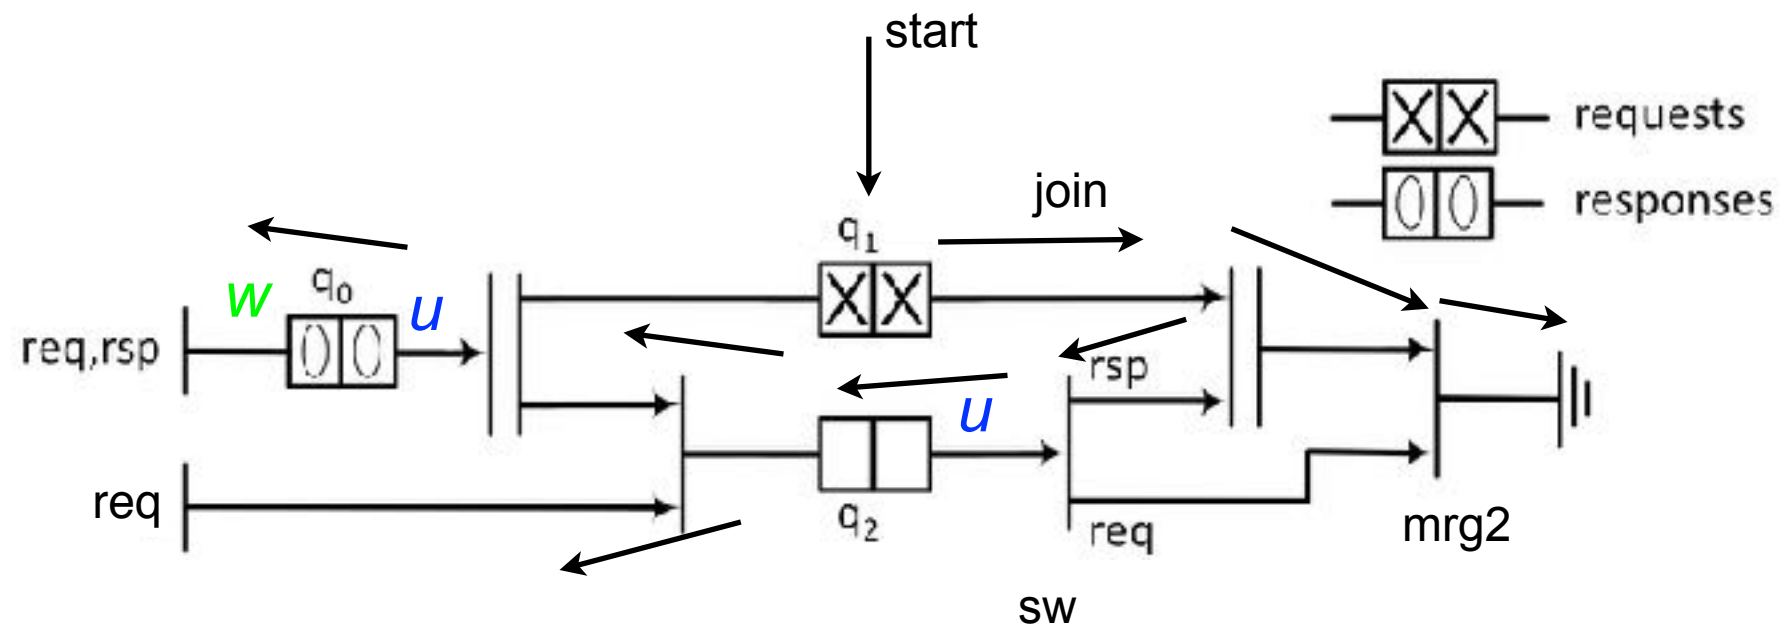 start
requests
responses
join
q1
w
q0
u
req,rsp
rsp
u
req
q2
req
mrg2
sw